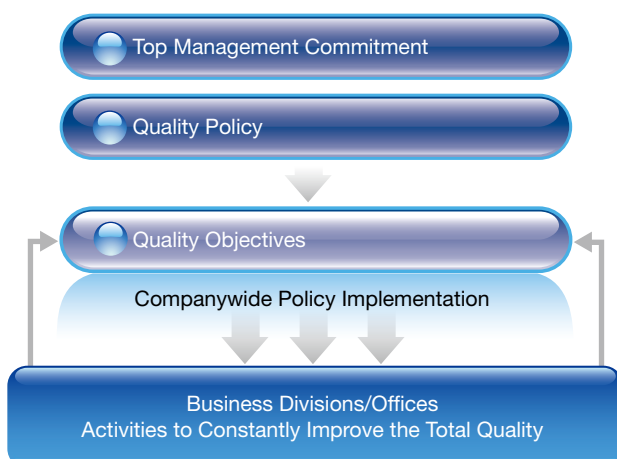 Top Management Commitment
Quality Policy
Quality Objectives
Companywide Policy Implementation
Business Divisions/Offices
Activities to Constantly Improve the Total Quality